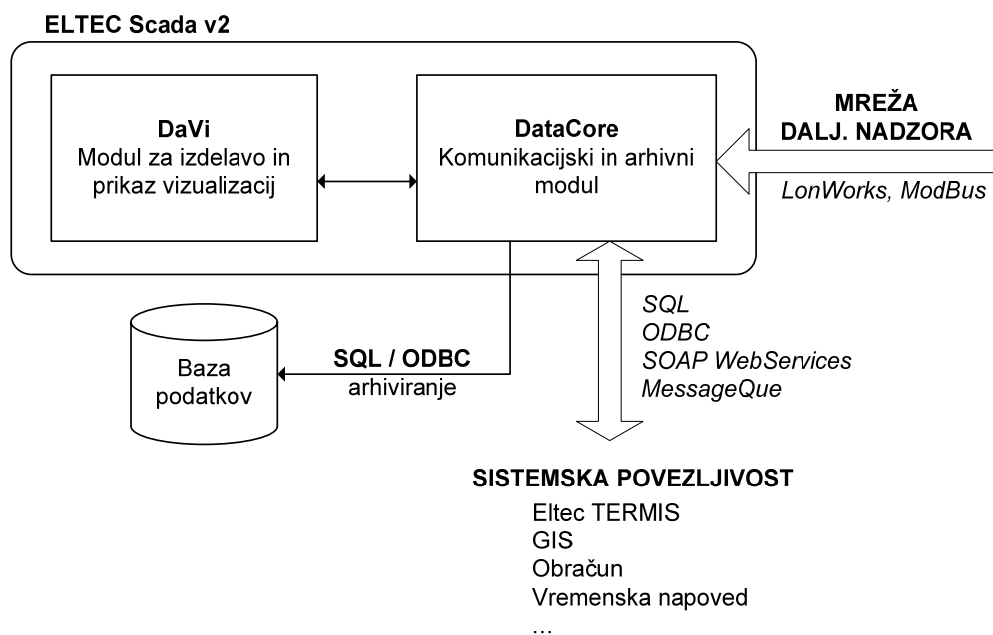 ELTEC Scada v2
DaVi
Modul za izdelavo in
prikaz vizualizacij
DataCore
Komunikacijski in arhivni
modul
MREŽA
DALJ. NADZORA
LonWorks, ModBus
SQL
ODBC
SOAP WebServices
MessageQue
SQL / ODBC
arhiviranje
Baza
podatkov
SISTEMSKA POVEZLJIVOST
Eltec TERMIS
GIS
Obračun
Vremenska napoved
...